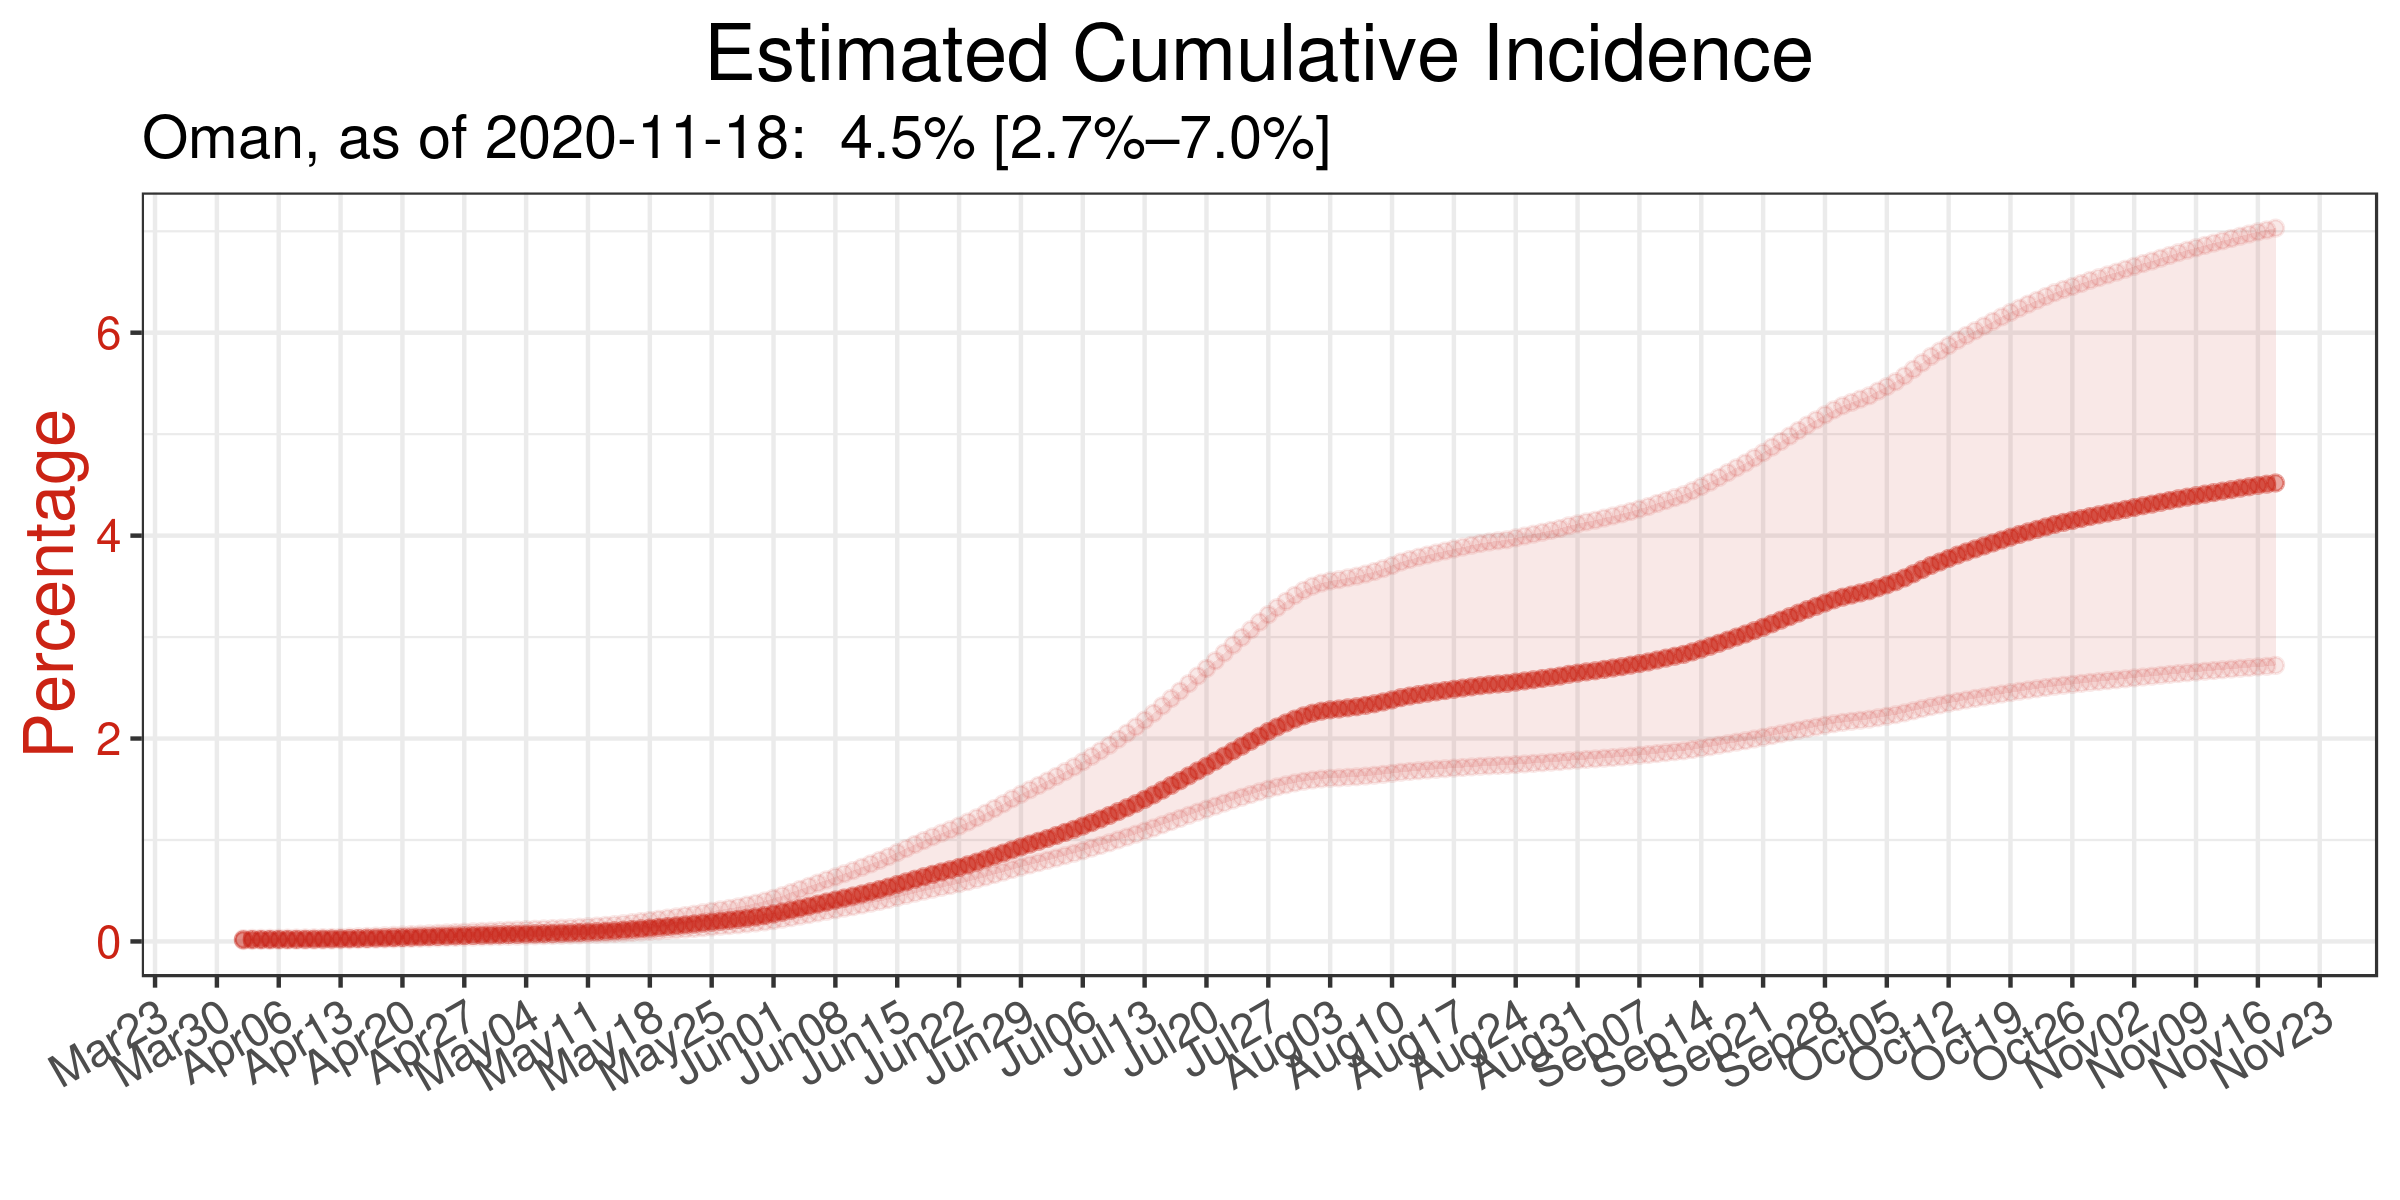 Estimated Cumulative Incidence
Oman, as of 2020-11-18:  4.5% [2.7%–7.0%]
Percentage
6
4
2
0
Mar23
Mar30
Apr06
Apr13
Apr20
Apr27
May04
May11
May18
May25
Jun01
Jun08
Jun15
Jun22
Jun29
Jul06
Jul13
Jul20
Jul27
Aug03
Aug10
Aug17
Aug24
Aug31
Sep07
Sep14
Sep21
Sep28
Oct05
Oct12
Oct19
Oct26
Nov02
Nov09
Nov16
Nov23